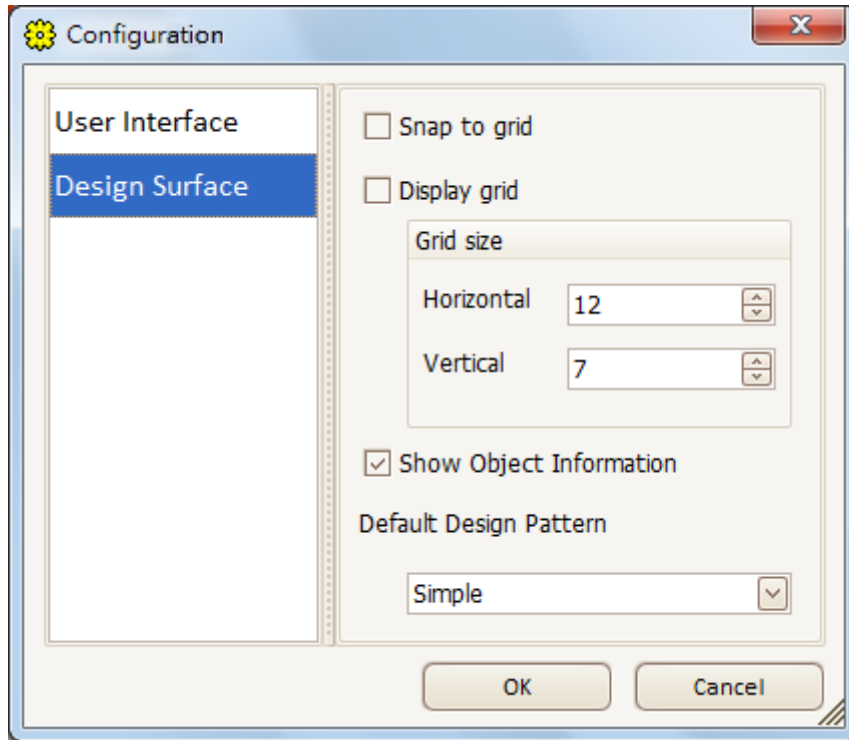 Configuration
User Interface
Design Surface
Snap to grid
Display grid
Grid size
Horizontal 12
Vertical 7
Show Object Information
Default Design Pattern
Simple
OK Cancel